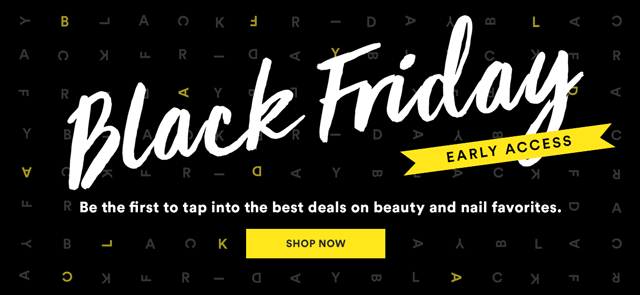 Black Friday
EARLY ACCESS
Be the first to tap into the best deals on beauty and nail favorites.
SHOP NOW